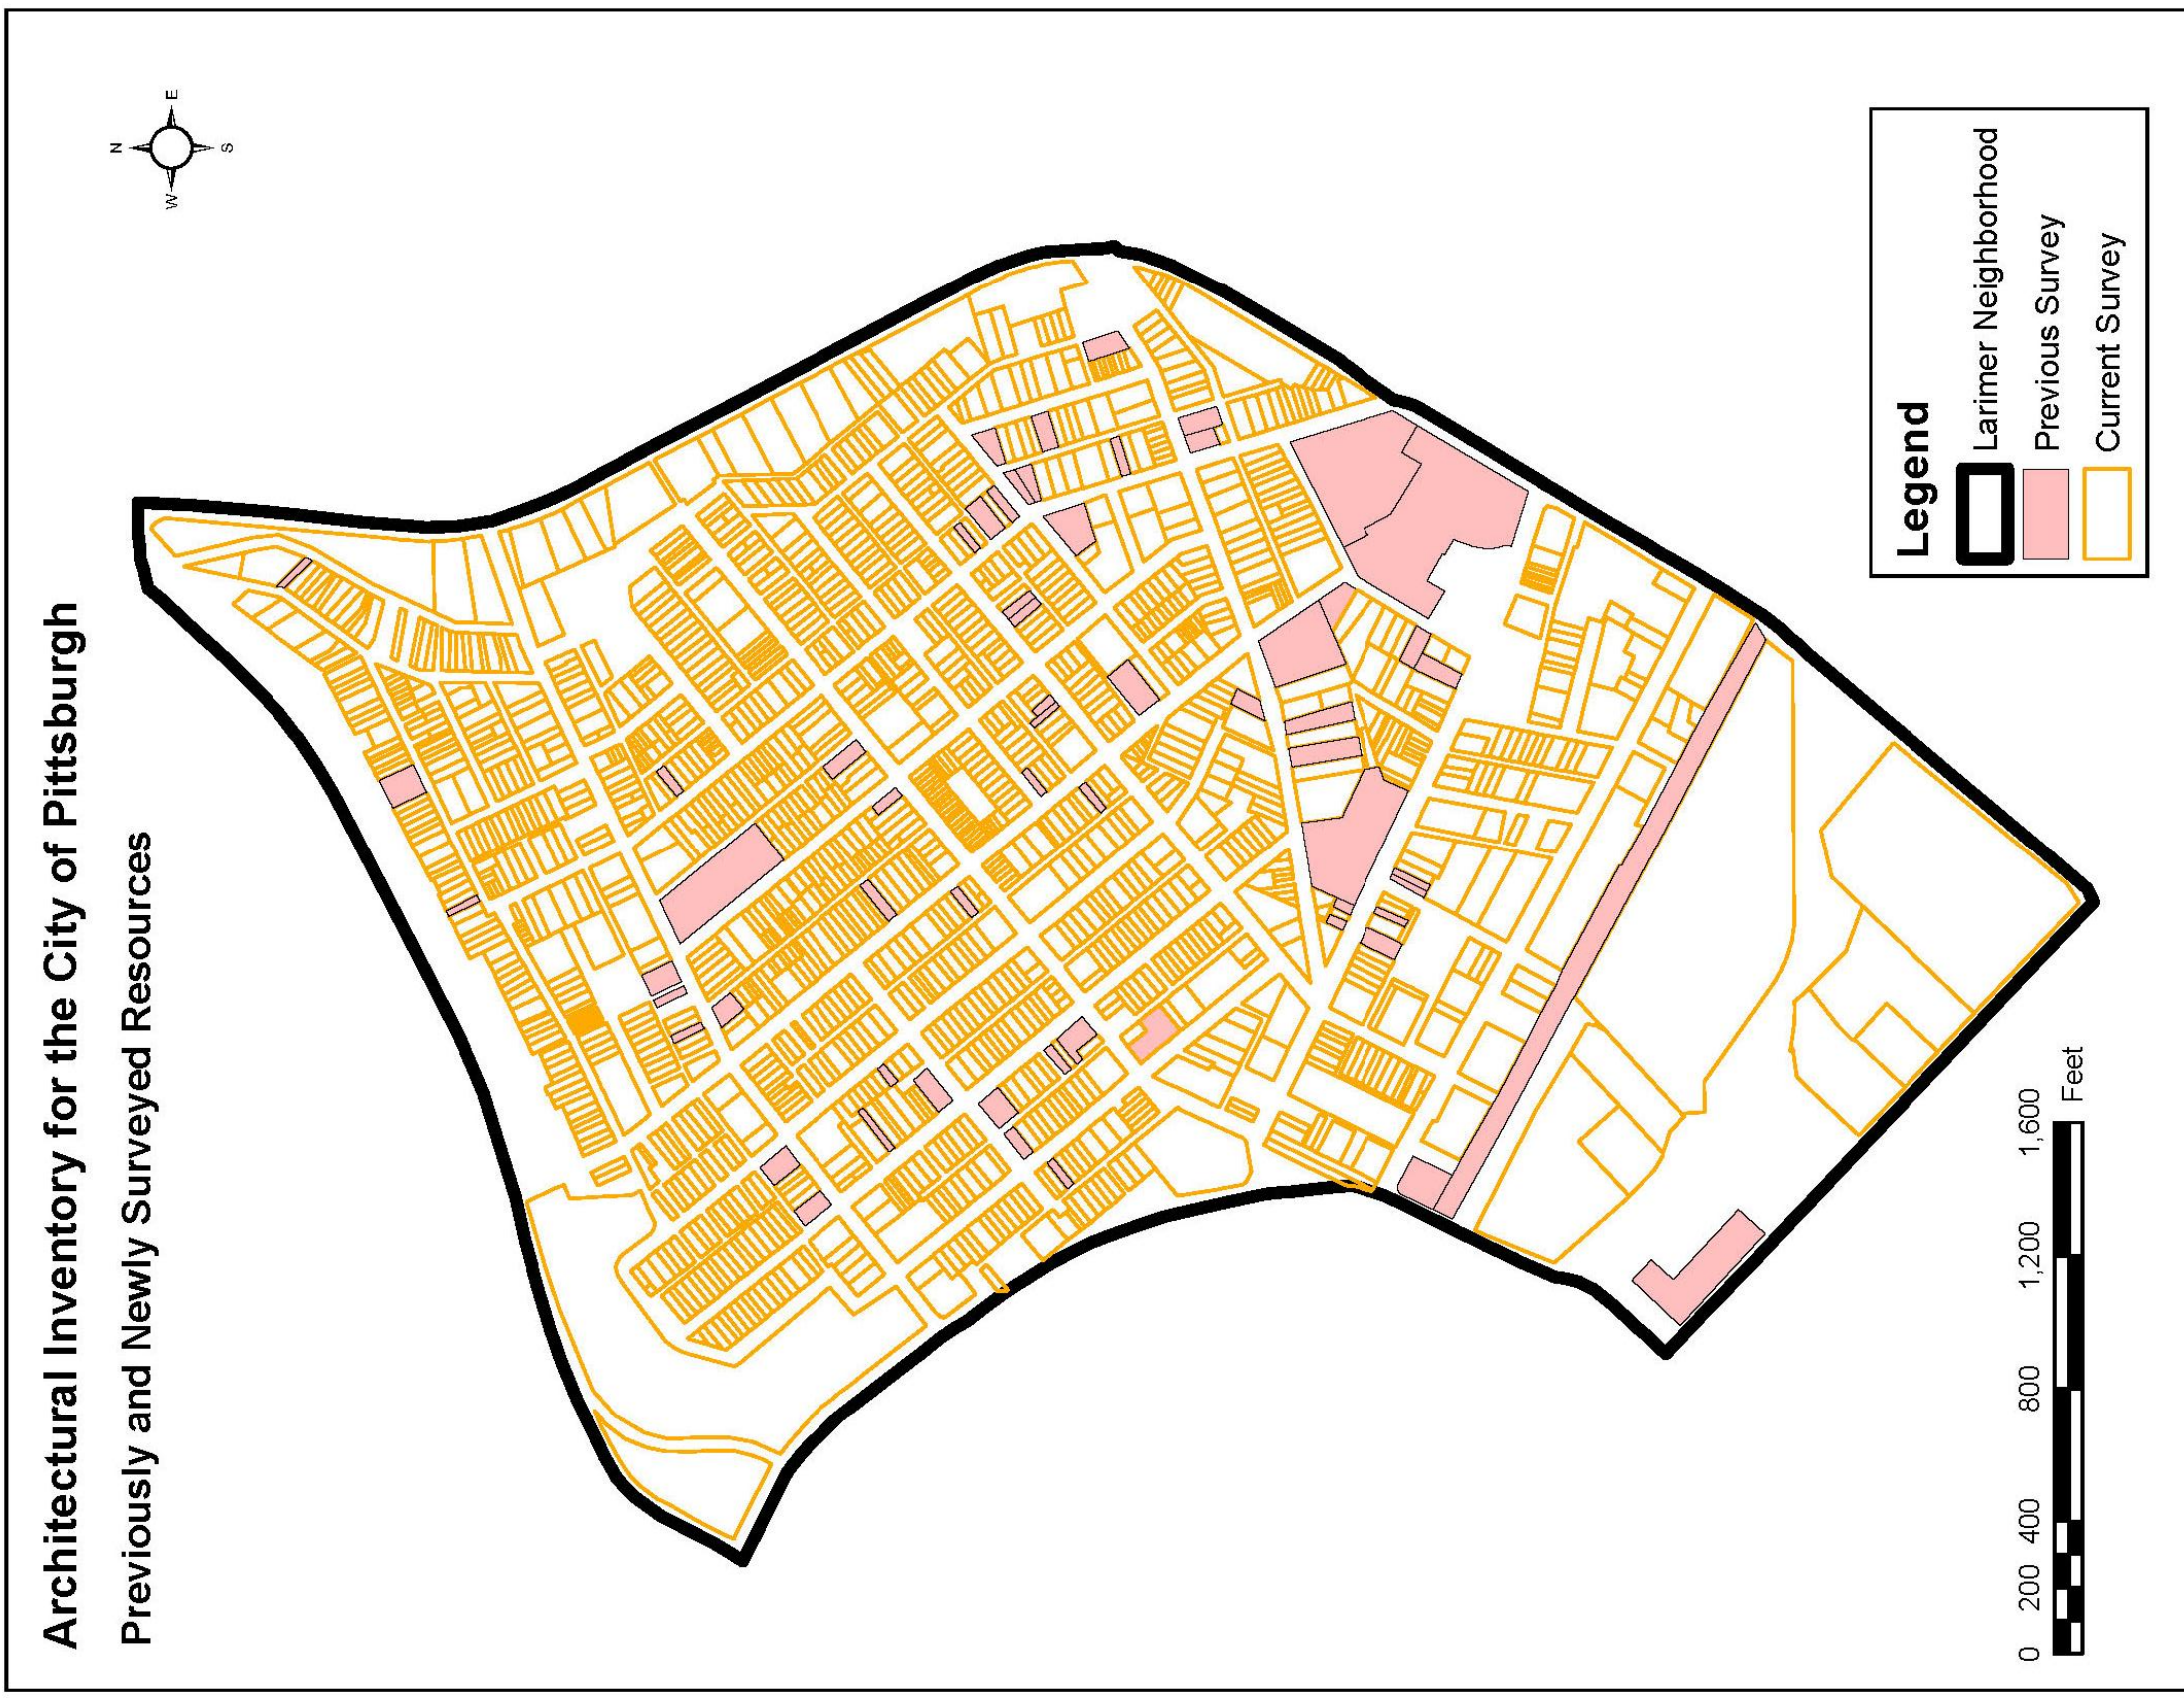 Architectural Inventory for the City of Pittsburgh
Previously and Newly Surveyed Resources
N
W
E
S
Legend
Larimer Neighborhood
Previous Survey
Current Survey
0 200 400 800 1,200 1,600
Feet